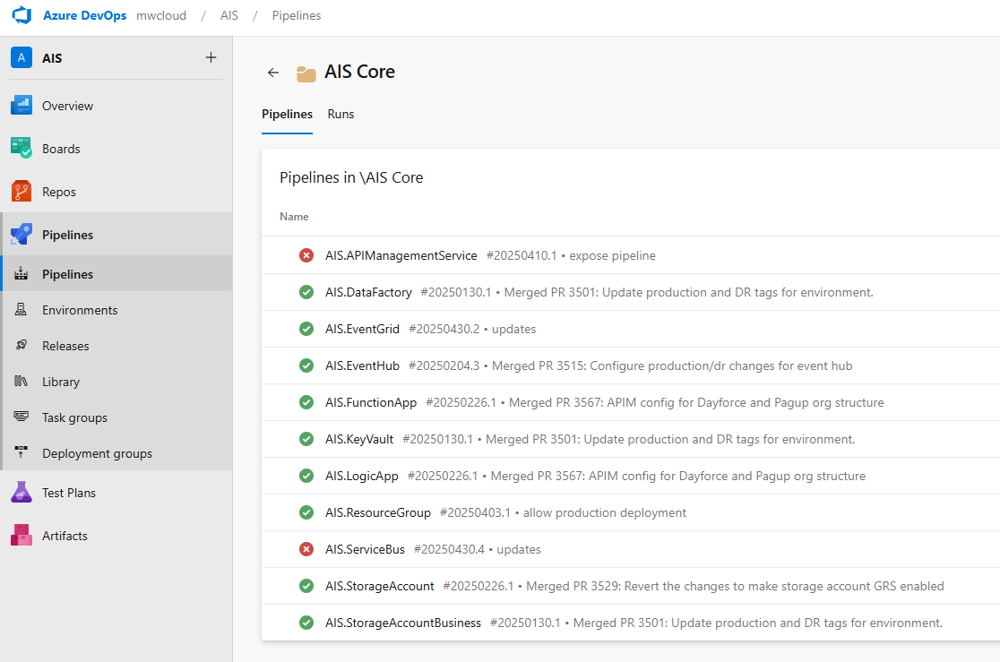 Azure DevOps mwcloud / AIS / Pipelines
A AIS +
Overview
Boards
Repos
Pipelines
Pipelines
Environments
Releases
Library
Task groups
Deployment groups
Test Plans
Artifacts
AIS Core
Pipelines Runs
Pipelines in \AIS Core
Name
AIS.APIManagementService #20250410.1 • expose pipeline
AIS.DataFactory #20250130.1 • Merged PR 3501: Update production and DR tags for environment.
AIS.EventGrid #20250430.2 • updates
AIS.EventHub #20250204.3 • Merged PR 3515: Configure production/dr changes for event hub
AIS.FunctionApp #20250226.1 • Merged PR 3567: APIM config for Dayforce and Pagup org structure
AIS.KeyVault #20250130.1 • Merged PR 3501: Update production and DR tags for environment.
AIS.LogicApp #20250226.1 • Merged PR 3567: APIM config for Dayforce and Pagup org structure
AIS.ResourceGroup #20250403.1 • allow production deployment
AIS.ServiceBus #20250430.4 • updates
AIS.StorageAccount #20250226.1 • Merged PR 3529: Revert the changes to make storage account GRS enabled
AIS.StorageAccountBusiness #20250130.1 • Merged PR 3501: Update production and DR tags for environment.